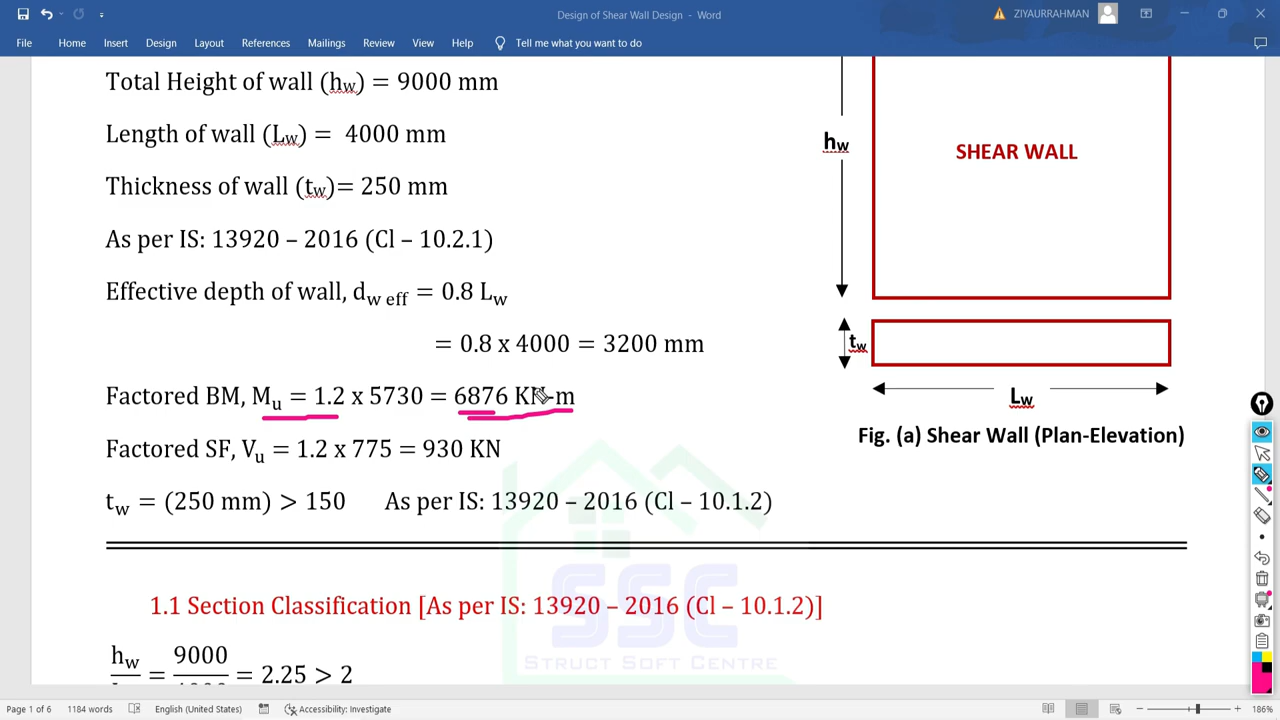 Design of Shear Wall Design - Word
ZIYAURRAHMAN
File Home Insert Design Layout References Mailings Review View Help Tell me what you want to do
Total Height of wall (hw) = 9000 mm
Length of wall (Lw) = 4000 mm
Thickness of wall (tw)= 250 mm
As per IS: 13920 – 2016 (Cl – 10.2.1)
Effective depth of wall, dw eff = 0.8 Lw
= 0.8 x 4000 = 3200 mm
Factored BM, Mu = 1.2 x 5730 = 6876 KN-m
Factored SF, Vu = 1.2 x 775 = 930 KN
tw = (250 mm) > 150 As per IS: 13920 – 2016 (Cl – 10.1.2)
hw
SHEAR WALL
tw
Lw
Fig. (a) Shear Wall (Plan-Elevation)
1.1 Section Classification [As per IS: 13920 – 2016 (Cl – 10.1.2)]
hw 9000
= = 2.25 > 2
SSC
STRUCT SOFT CENTRE
Page 1 of 6 1184 words English (United States) Accessibility: Investigate 186%